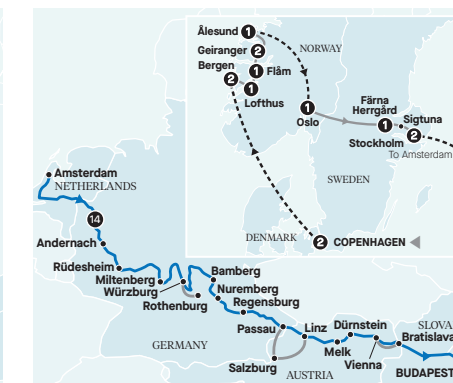 Ålesund 1
Geiranger 2
NORWAY
Bergen
2
1 Flåm
1
Lofthus
1
Oslo
Färna
Herrgård 1
Sigtuna
Stockholm 2
To Amsterdam
SWEDEN
DENMARK
2 COPENHAGEN
Amsterdam
NETHERLANDS
14
Andernach
Rüdesheim
Miltenberg
Würzburg
Rothenburg
Bamberg
Nuremberg
Regensburg
GERMANY
Passau
Linz
Dürnstein
Melk
Vienna
Salzburg
AUSTRIA
SLOVA
Bratislava
BUDAPEST